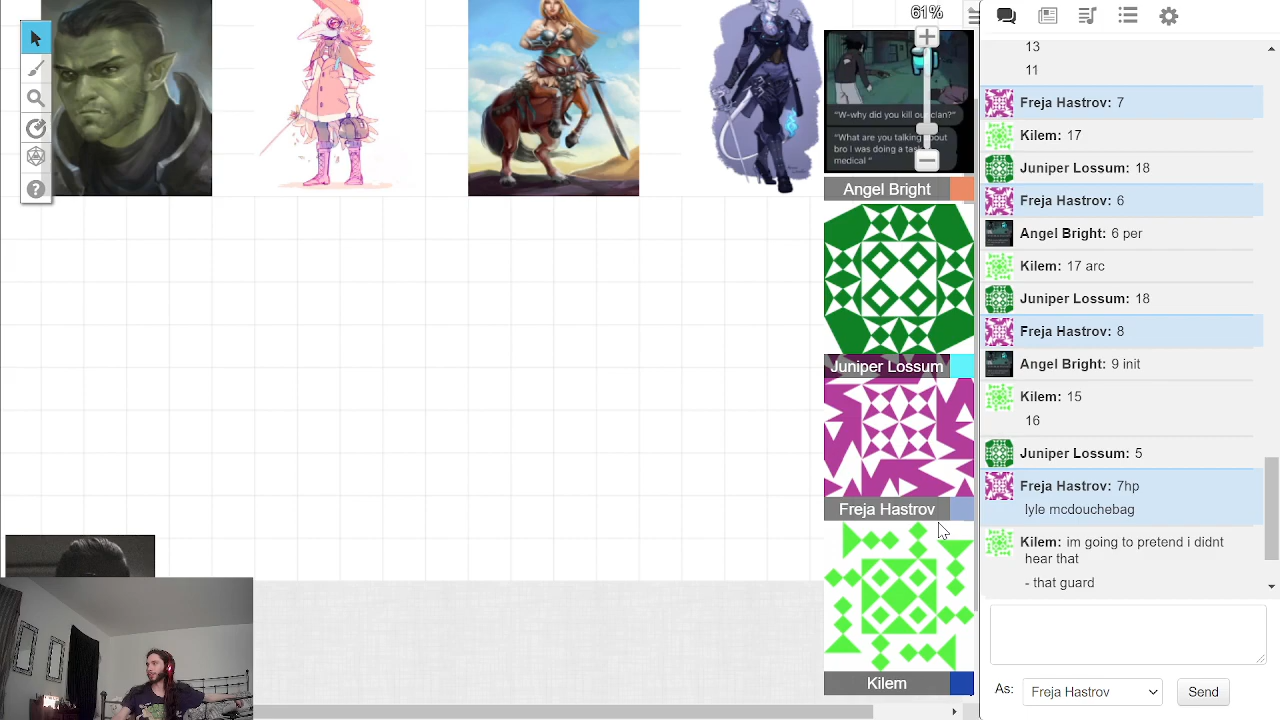 61%
"W-why did you kill our clan?"
"What are you talking about
bro I was doing a task
medical "
Angel Bright
Juniper Lossum
Freja Hastrov
Kilem
13
11
Freja Hastrov: 7
Kilem: 17
Juniper Lossum: 18
Freja Hastrov: 6
Angel Bright: 6 per
Kilem: 17 arc
Juniper Lossum: 18
Freja Hastrov: 8
Angel Bright: 9 init
Kilem: 15
16
Juniper Lossum: 5
Freja Hastrov: 7hp
lyle mcdouchebag
Kilem: im going to pretend i didnt
hear that
- that guard
As: Freja Hastrov Send